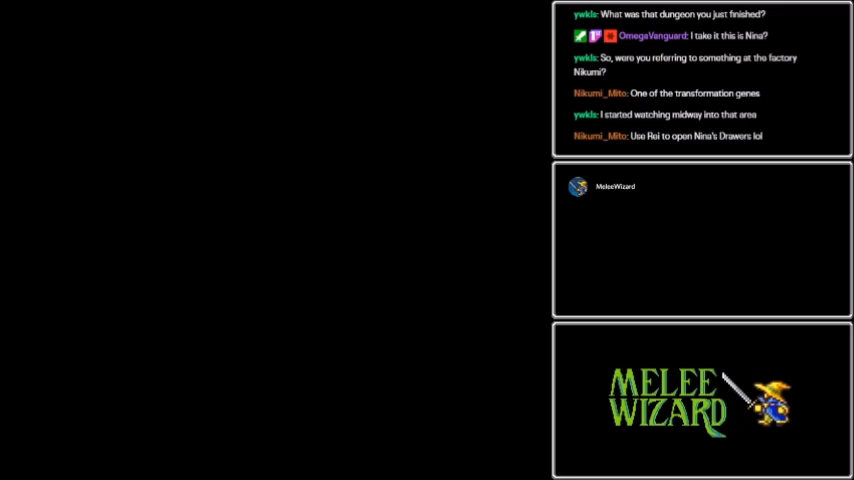 ywkls: What was that dungeon you just finished?
OmegaVanguard: I take it this is Nina?
ywkls: So, were you referring to something at the factory
Nikumi?
Nikumi_Mito: One of the transformation genes
ywkls: I started watching midway into that area
Nikumi_Mito: Use Rei to open Nina's Drawers lol
MeleeWizard
MELEE
WIZARD